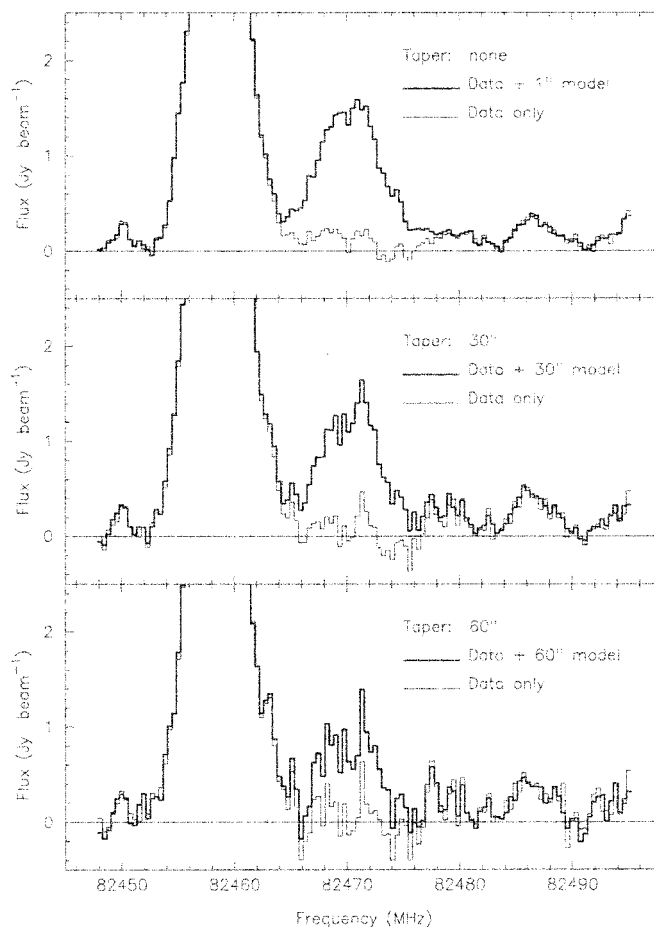 2
Taper: none
Data + 1" model
Data only
1
0
Flux (Jy beam⁻¹)
2
Taper: 30"
Data + 30" model
Data only
1
0
Flux (Jy beam⁻¹)
2
Taper: 60"
Data + 60" model
Data only
1
0
Flux (Jy beam⁻¹)
82450 82460 82470 82480 82490
Frequency (MHz)